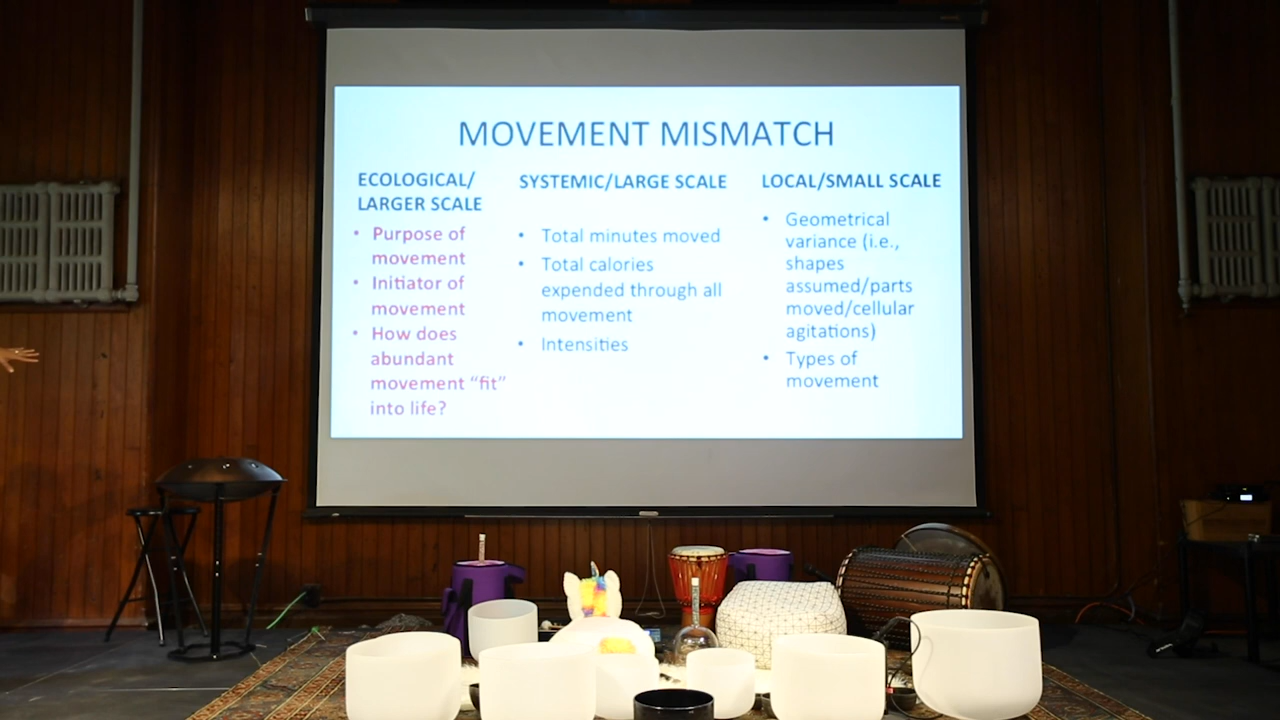 MOVEMENT MISMATCH
ECOLOGICAL/
LARGER SCALE
• Purpose of
movement
• Initiator of
movement
• How does
abundant
movement “fit”
into life?
SYSTEMIC/LARGE SCALE
• Total minutes moved
• Total calories
expended through all
movement
• Intensities
LOCAL/SMALL SCALE
• Geometrical
variance (i.e.,
shapes
assumed/parts
moved/cellular
agitations)
• Types of
movement